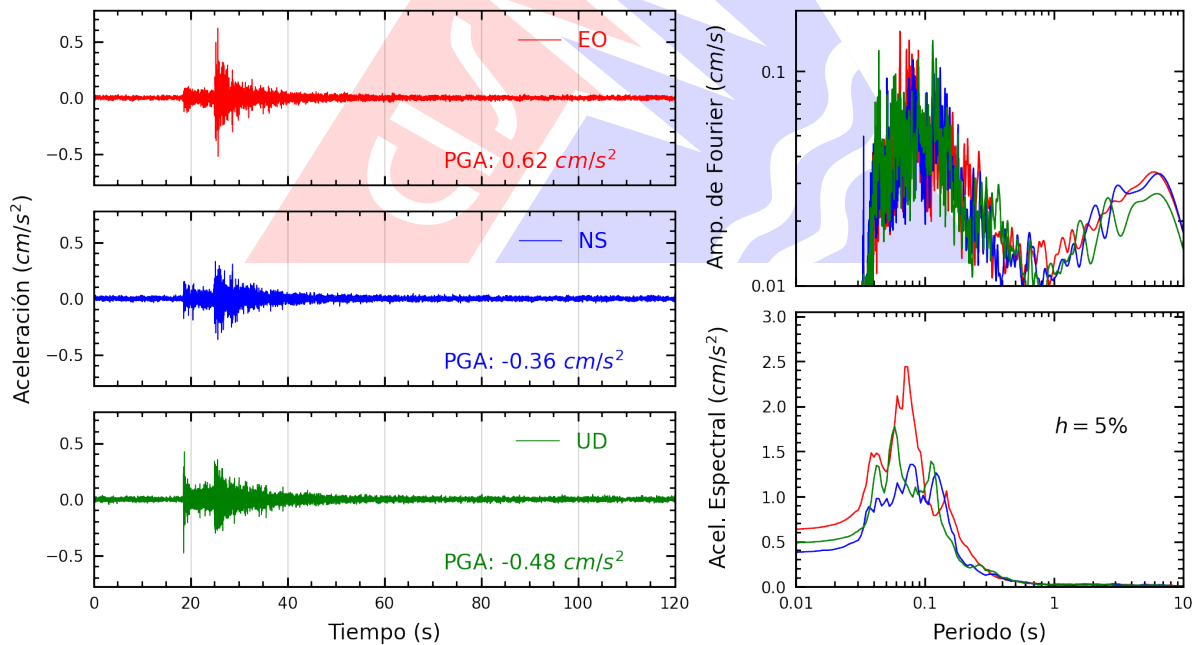 Aceleración (cm/s²)
0.5
0.0
−0.5
EO
PGA: 0.62 cm/s²
0.5
0.0
−0.5
NS
PGA: -0.36 cm/s²
0.5
0.0
−0.5
UD
PGA: -0.48 cm/s²
0 20 40 60 80 100 120
Tiempo (s)
Amp. de Fourier (cm/s)
0.1
0.01
Acel. Espectral (cm/s²)
3.0
2.5
2.0
1.5
1.0
0.5
0.0
h = 5%
0.01 0.1 1 10
Periodo (s)